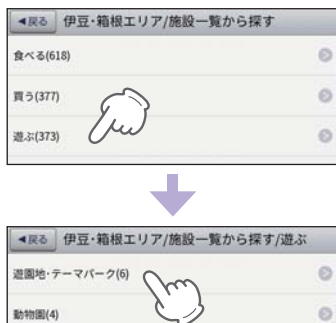 ◀戻る 伊豆・箱根エリア/施設一覧から探す
食べる(618)
買う(377)
遊ぶ(373)
◀戻る 伊豆・箱根エリア/施設一覧から探す/遊ぶ
遊園地・テーマパーク(6)
動物園(4)